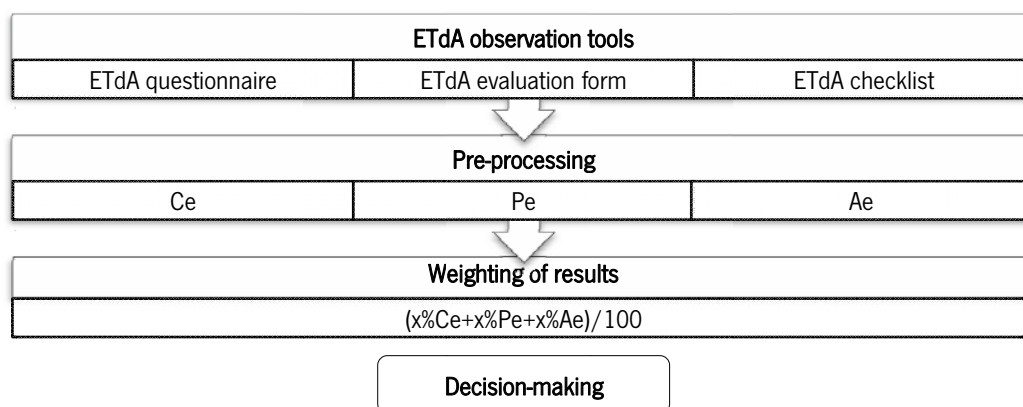 ETdA observation tools
ETdA questionnaire ETdA evaluation form ETdA checklist
Pre-processing
Ce Pe Ae
Weighting of results
(x%Ce+x%Pe+x%Ae)/100
Decision-making